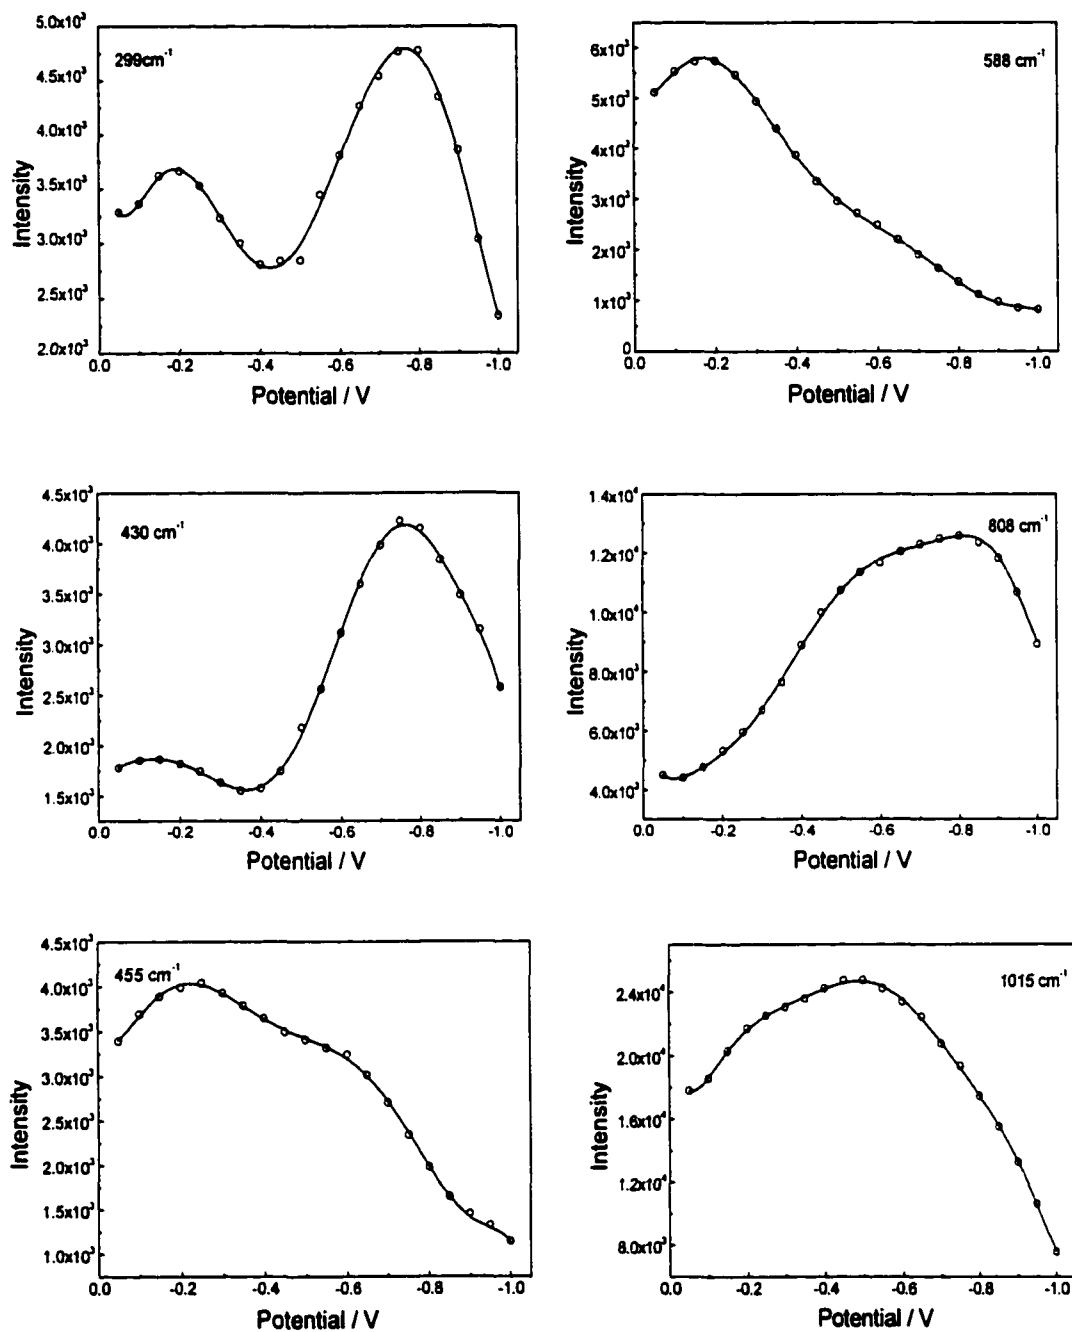 5.0x10³
299cm⁻¹
4.5x10³
4.0x10³
3.5x10³
3.0x10³
2.5x10³
2.0x10³
Intensity
0.0 -0.2 -0.4 -0.6 -0.8 -1.0
Potential / V
6x10³
588 cm⁻¹
5x10³
4x10³
3x10³
2x10³
1x10³
0
Intensity
0.0 -0.2 -0.4 -0.6 -0.8 -1.0
Potential / V
4.5x10³
430 cm⁻¹
4.0x10³
3.5x10³
3.0x10³
2.5x10³
2.0x10³
1.5x10³
Intensity
0.0 -0.2 -0.4 -0.6 -0.8 -1.0
Potential / V
1.4x10⁴
808 cm⁻¹
1.2x10⁴
1.0x10⁴
8.0x10³
6.0x10³
4.0x10³
Intensity
0.0 -0.2 -0.4 -0.6 -0.8 -1.0
Potential / V
4.5x10³
455 cm⁻¹
4.0x10³
3.5x10³
3.0x10³
2.5x10³
2.0x10³
1.5x10³
1.0x10³
Intensity
0.0 -0.2 -0.4 -0.6 -0.8 -1.0
Potential / V
1015 cm⁻¹
2.4x10⁴
2.0x10⁴
1.6x10⁴
1.2x10⁴
8.0x10³
Intensity
0.0 -0.2 -0.4 -0.6 -0.8 -1.0
Potential / V